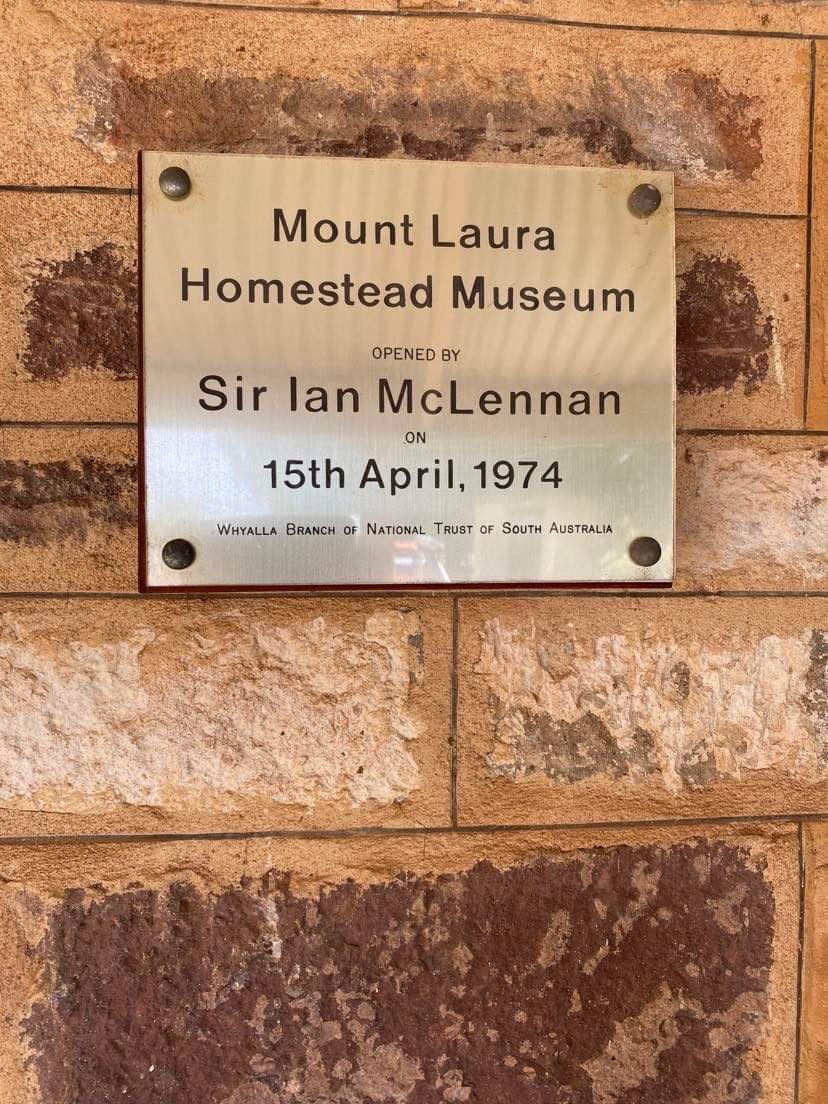 Mount Laura
Homestead Museum
OPENED BY
Sir Ian McLennan
ON
15th April, 1974
WHYALLA BRANCH OF NATIONAL TRUST OF SOUTH AUSTRALIA